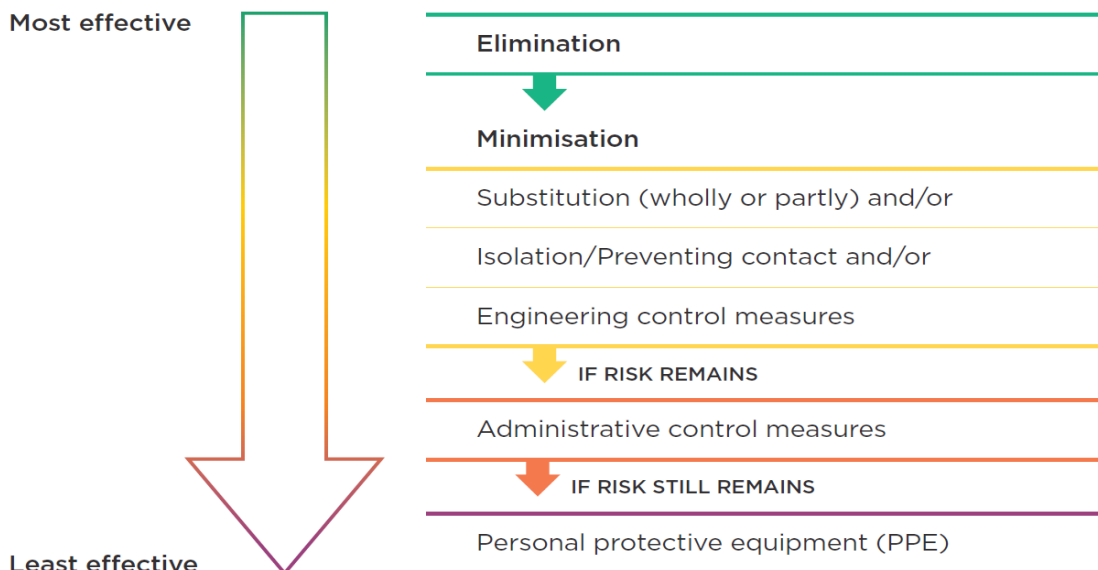 Most effective
Elimination
Minimisation
Substitution (wholly or partly) and/or
Isolation/Preventing contact and/or
Engineering control measures
IF RISK REMAINS
Administrative control measures
IF RISK STILL REMAINS
Personal protective equipment (PPE)
Least effective